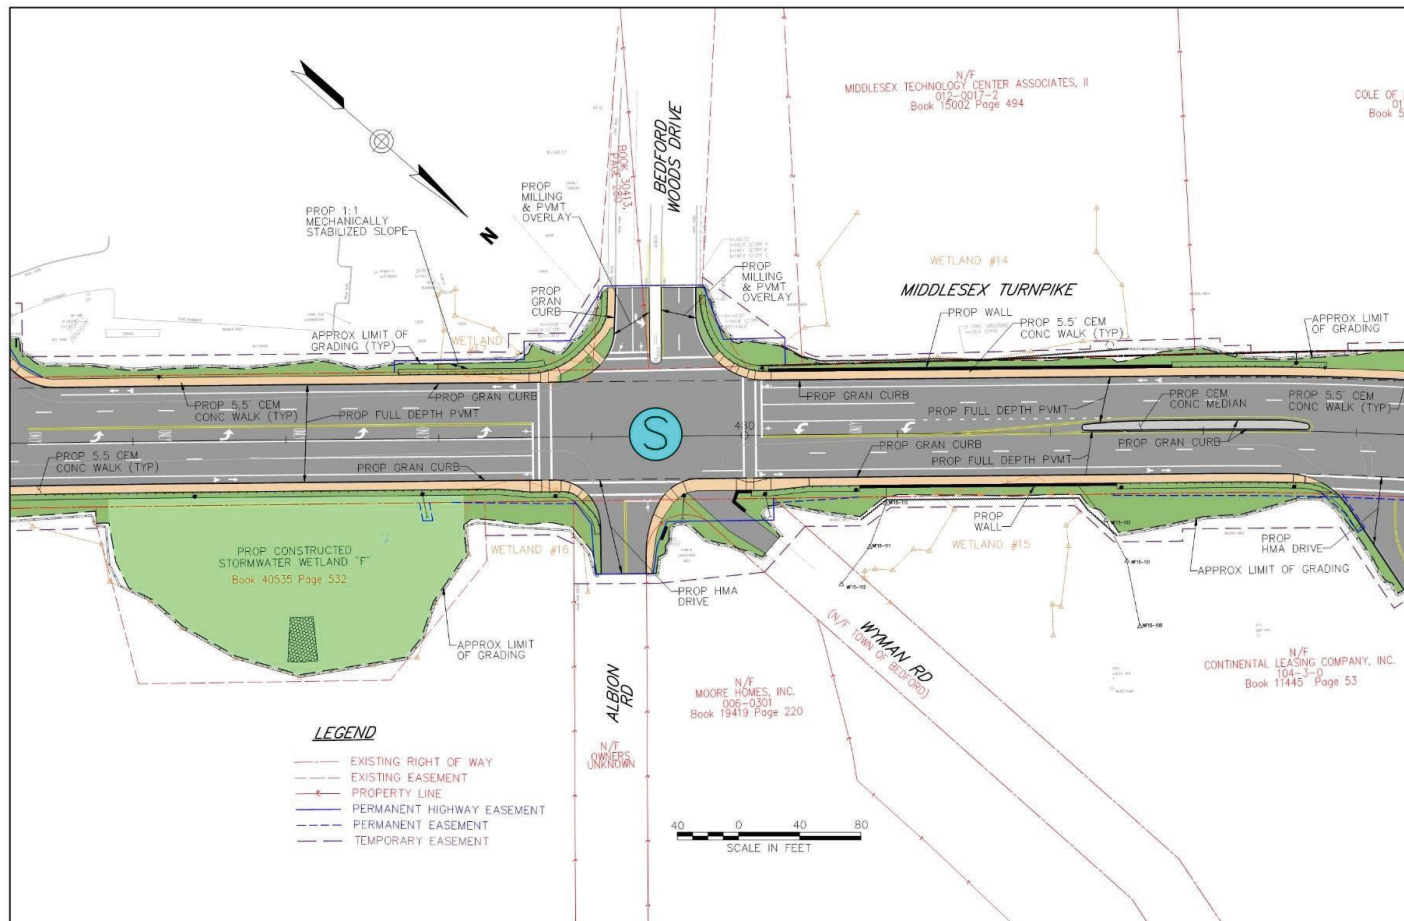 N/F
MIDDLESEX TECHNOLOGY CENTER ASSOCIATES, II
012-0017-2
Book 15002 Page 494
COLE OF
BOOK 30413,
PAGE 280
BEDFORD
WOODS DRIVE
PROP
MILLING
& PVMT
OVERLAY
PROP 1:1
MECHANICALLY
STABILIZED SLOPE
N
PROP
MILLING
& PVMT
OVERLAY
WETLAND #14
MIDDLESEX TURNPIKE
PROP
GRAN
CURB
PROP WALL
PROP 5.5' CEM
CONC WALK (TYP)
APPROX LIMIT
OF GRADING
APPROX LIMIT OF
GRADING (TYP)
WETLAND
PROP 5.5' CEM
CONC WALK (TYP)
PROP GRAN CURB
PROP FULL DEPTH PVMT
PROP GRAN CURB
PROP FULL DEPTH PVMT
PROP CEM
CONC MEDIAN
5.5' CEM
CONC WALK (TYP)
ONLY
ONLY
ONLY
S
480
ONLY
PROP GRAN CURB
PROP GRAN CURB
PROP FULL DEPTH PVMT
PROP 5.5 CEM
CONC WALK (TYP)
PROP GRAN CURB
PROP
WALL
WETLAND #15
PROP
HMA DRIVE
APPROX LIMIT OF GRADING
PROP CONSTRUCTED
STORMWATER WETLAND "F"
Book 40535 Page 532
WETLAND #16
PROP HMA
DRIVE
APPROX LIMIT
OF GRADING
ALBION
RD
WYMAN RD
(N/F TOWN OF BEDFORD)
N/F
MOORE HOMES, INC.
006-0301
Book 19419 Page 220
N/F
CONTINENTAL LEASING COMPANY, INC.
104-3-0
Book 11445 Page 53
N/F
OWNERS
UNKNOWN
LEGEND
EXISTING RIGHT OF WAY
EXISTING EASEMENT
PROPERTY LINE
PERMANENT HIGHWAY EASEMENT
PERMANENT EASEMENT
TEMPORARY EASEMENT
40 0 40 80
SCALE IN FEET